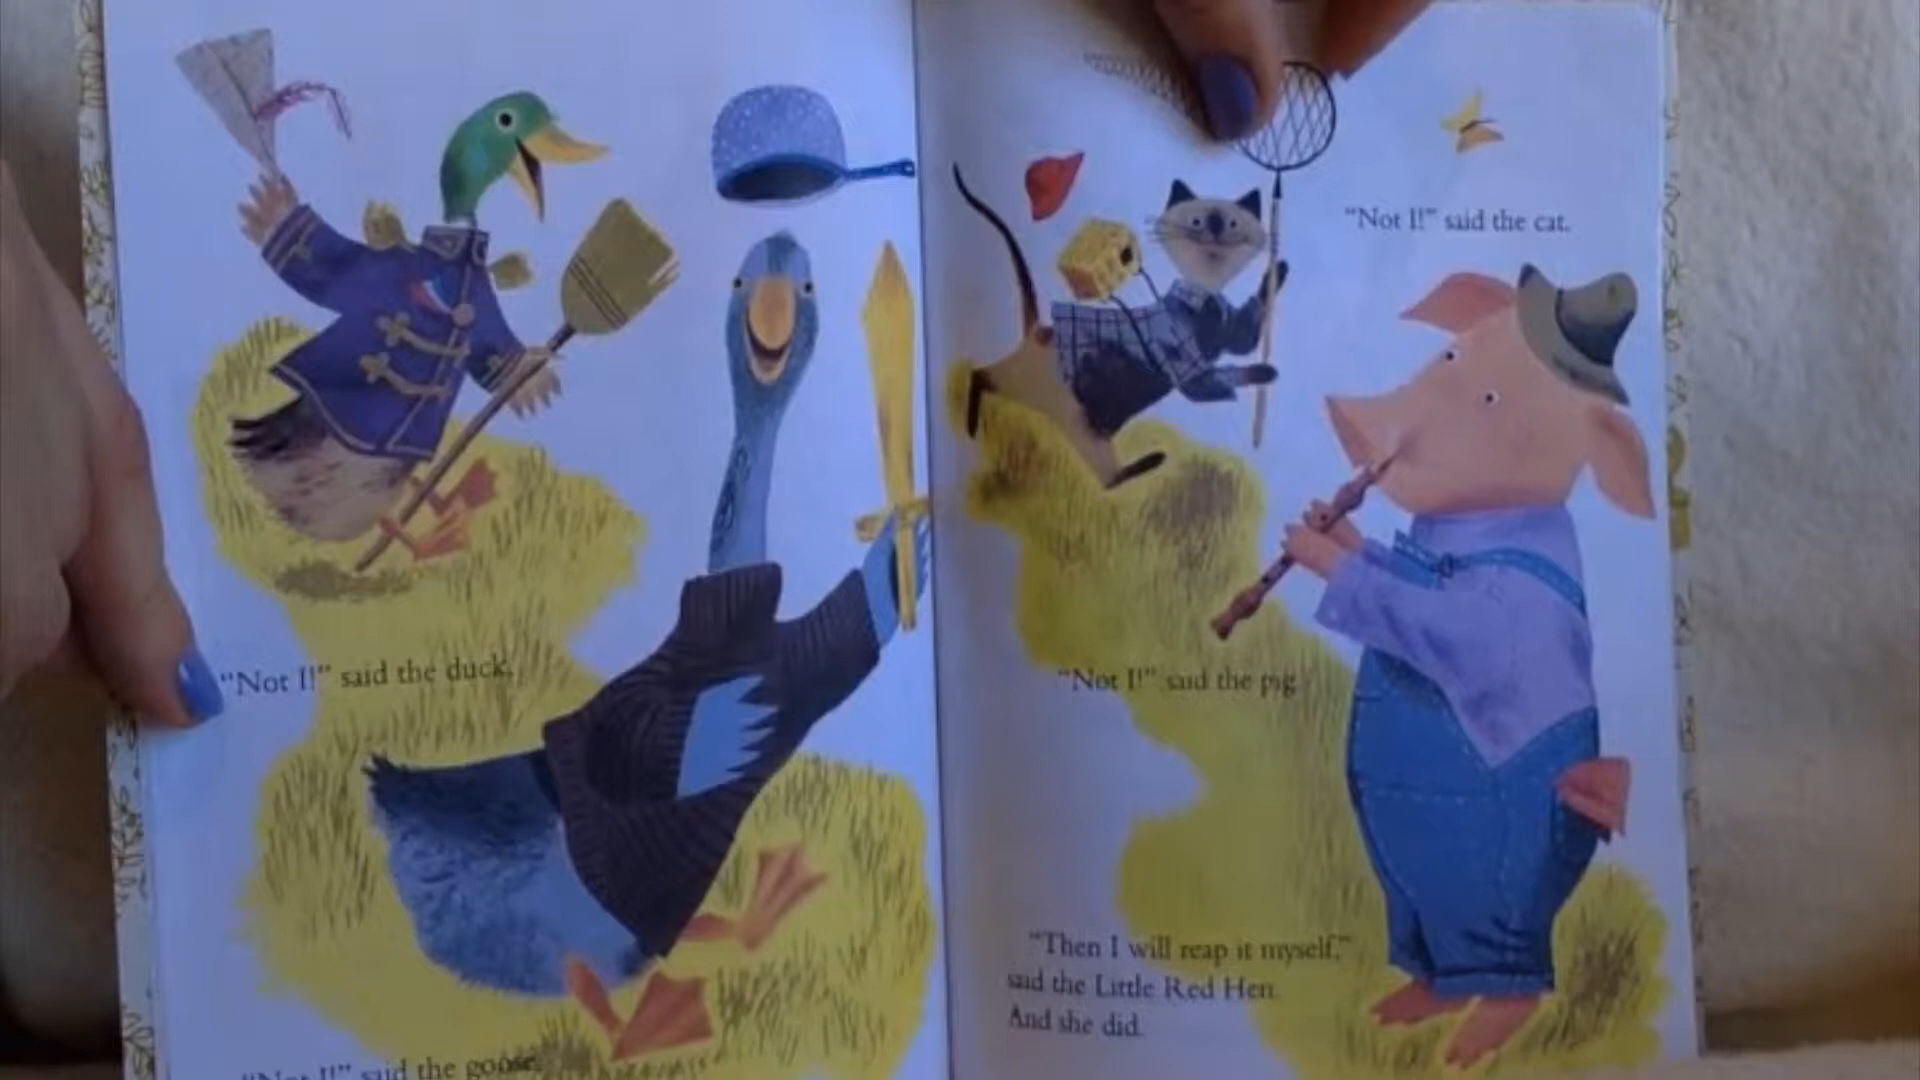 "Not I!" said the duck.
"Not I!" said the goose.
"Not I!" said the cat.
"Not I!" said the pig.
"Then I will reap it myself,"
said the Little Red Hen.
And she did.